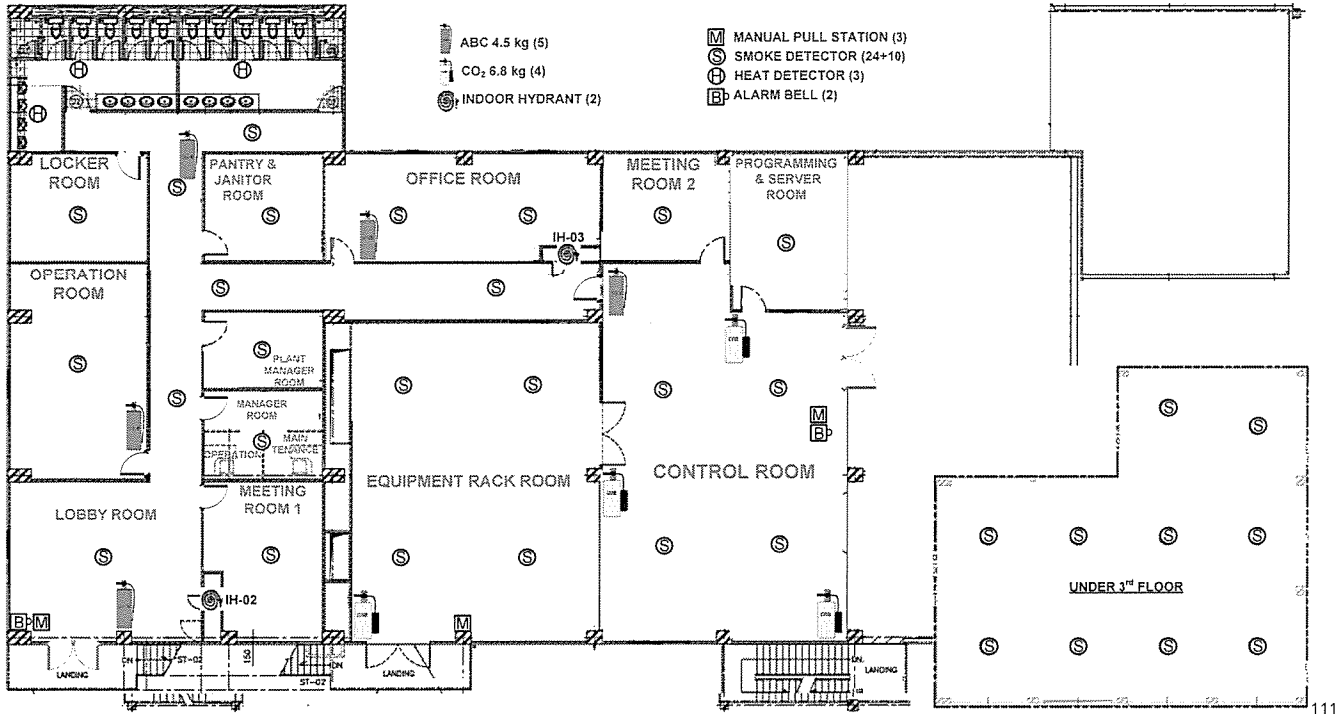 ABC 4.5 kg (5)
CO₂ 6.8 kg (4)
INDOOR HYDRANT (2)
M MANUAL PULL STATION (3)
S SMOKE DETECTOR (24+10)
H HEAT DETECTOR (3)
B ALARM BELL (2)
H
H
H
S
LOCKER
ROOM
S
S
PANTRY &
JANITOR
ROOM
S
OFFICE ROOM
S
S
IH-03
MEETING
ROOM 2
S
PROGRAMMING
& SERVER
ROOM
S
OPERATION
ROOM
S
S
S
S
S
PLANT
MANAGER
ROOM
MANAGER
ROOM
S
OPERATION
MAIN
TENANCE
EQUIPMENT RACK ROOM
S
S
S
S
CONTROL ROOM
S
S
S
S
M
B
LOBBY ROOM
S
MEETING
ROOM 1
S
IH-02
B M
M
LANDING
DN
ST-02
150
DN
ST-02
LANDING
DN.
LANDING
S
S
S
S
S
S
UNDER 3rd FLOOR
S
S
S
S
111